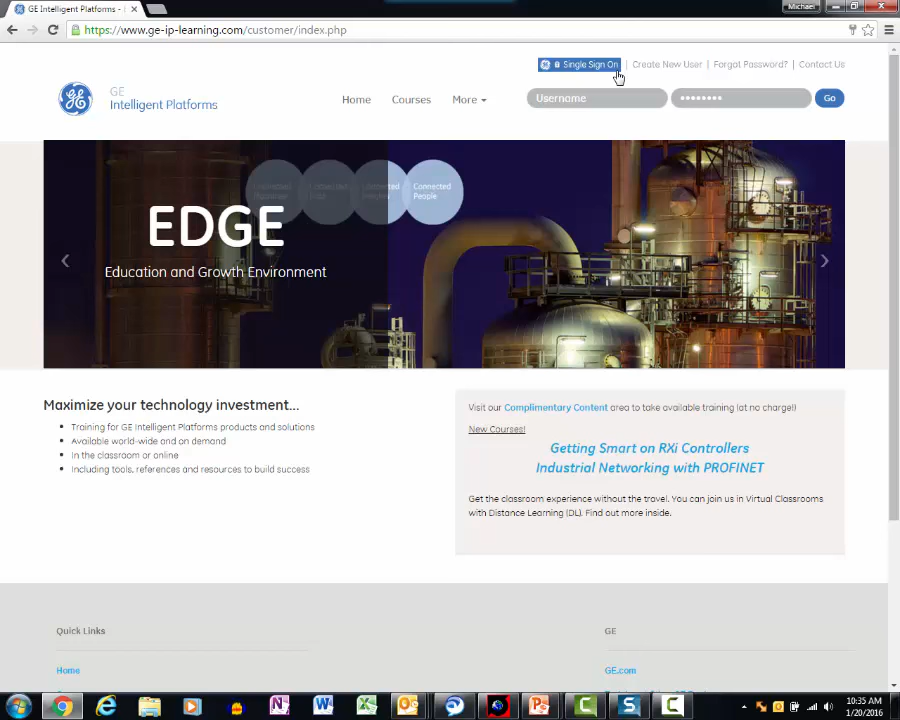 GE Intelligent Platforms -
Michael
https://www.ge-ip-learning.com/customer/index.php
Single Sign On | Create New User | Forgot Password? | Contact Us
GE
Intelligent Platforms
Home Courses More
Username
Go
Connected
People
EDGE
Education and Growth Environment
Maximize your technology investment...
Training for GE Intelligent Platforms products and solutions
Available world-wide and on demand
In the classroom or online
Including tools, references and resources to build success
Visit our Complimentary Content area to take available training (at no charge!)
New Courses!
Getting Smart on RXi Controllers
Industrial Networking with PROFINET
Get the classroom experience without the travel. You can join us in Virtual Classrooms
with Distance Learning (DL). Find out more inside.
Quick Links
Home
GE
GE.com
10:35 AM
1/20/2016